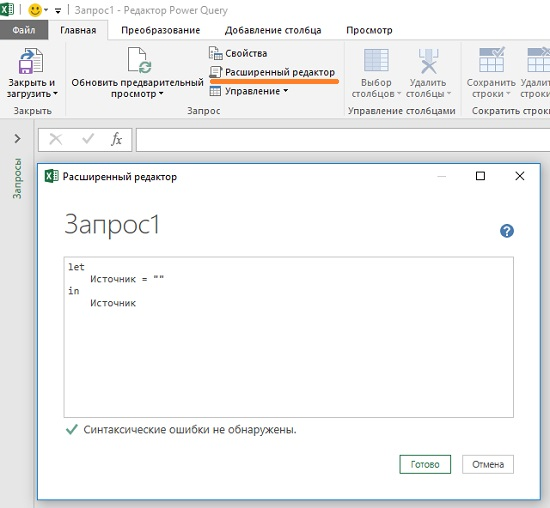 Запрос1 - Редактор Power Query
Файл Главная Преобразование Добавление столбца Просмотр
Закрыть и загрузить
Обновить предварительный просмотр
Свойства
Расширенный редактор
Управление
Выбор столбцов
Удалить столбцы
Сохранить строки
Удалить строки
Закрыть Запрос Управление столбцами Сократить строки
fx
Запросы
Расширенный редактор
Запрос1
?
let
Источник = ""
in
Источник
Синтаксические ошибки не обнаружены.
Готово Отмена